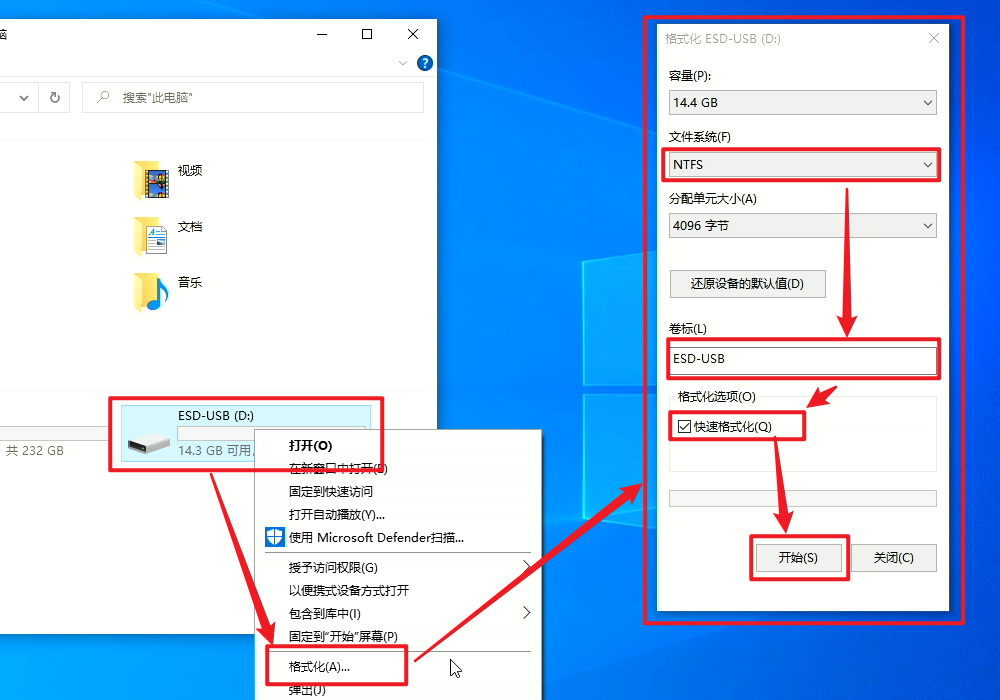 脑
搜索"此电脑"
视频
文档
音乐
共 232 GB
ESD-USB (D:)
14.3 GB 可用,
打开(O)
在新窗口中打开(E)
固定到快速访问
打开自动播放(Y)...
使用 Microsoft Defender扫描...
授予访问权限(G)
以便携式设备方式打开
包含到库中(I)
固定到"开始"屏幕(P)
格式化(A)...
弹出(J)
格式化 ESD-USB (D:)
容量(P):
14.4 GB
文件系统(F)
NTFS
分配单元大小(A)
4096 字节
还原设备的默认值(D)
卷标(L)
ESD-USB
格式化选项(O)
快速格式化(Q)
开始(S)
关闭(C)